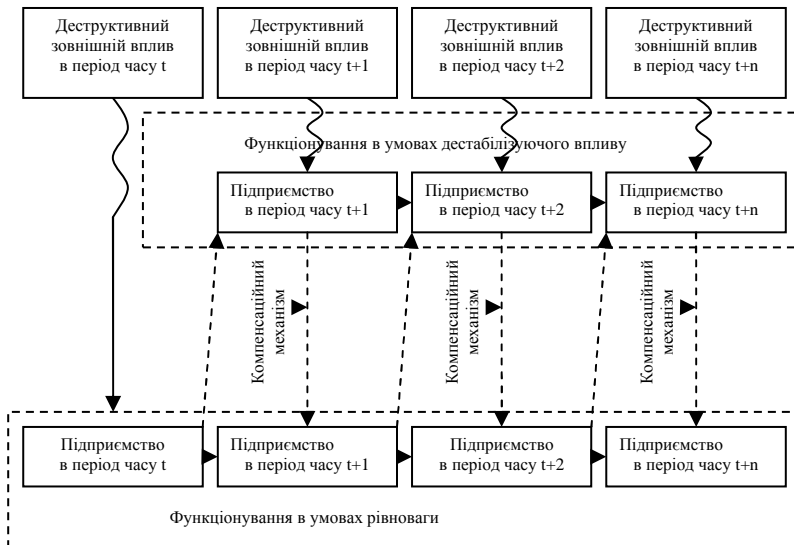 Деструктивний
зовнішній вплив
в період часу t
Деструктивний
зовнішній вплив
в період часу t+1
Деструктивний
зовнішній вплив
в період часу t+2
Деструктивний
зовнішній вплив
в період часу t+n
Функціонування в умовах дестабілізуючого впливу
Підприємство
в період часу t+1
Підприємство
в період часу t+2
Підприємство
в період часу t+n
Компенсаційний
механізм
Компенсаційний
механізм
Компенсаційний
механізм
Підприємство
в період часу t
Підприємство
в період часу t+1
Підприємство
в період часу t+2
Підприємство
в період часу t+n
Функціонування в умовах рівноваги